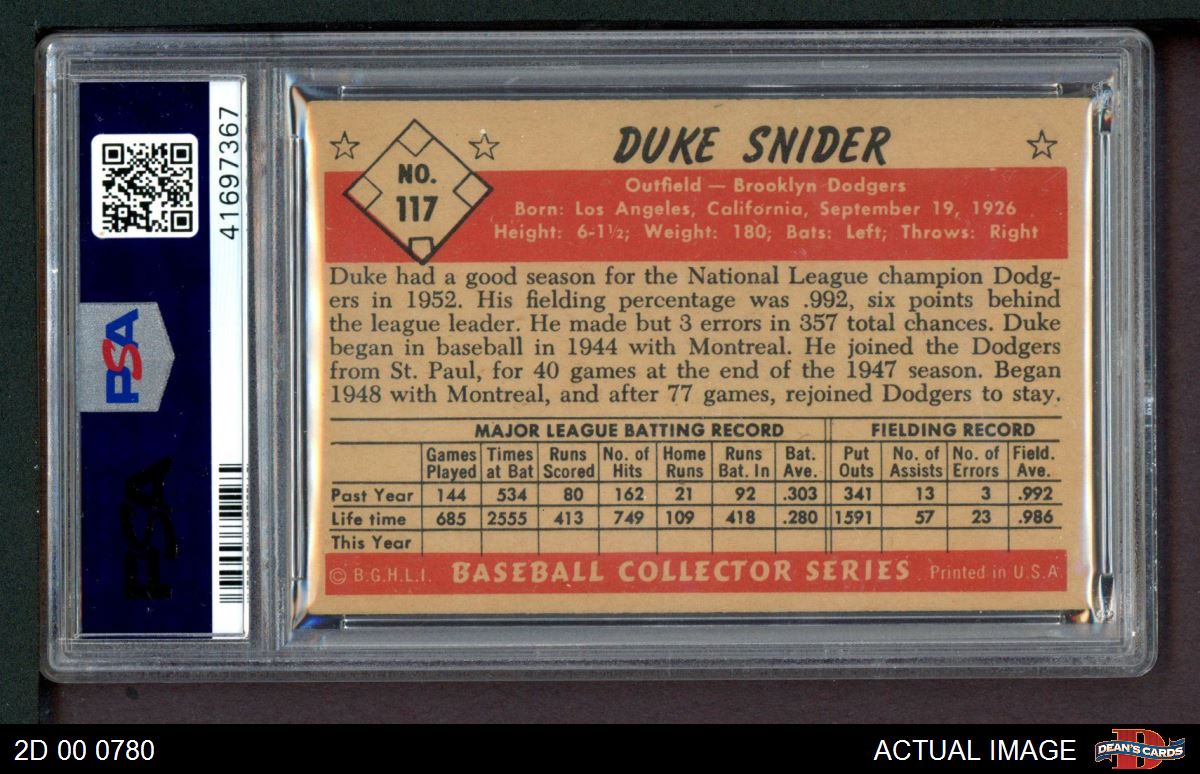 41697367
PSA
PSA
NO.
117
DUKE SNIDER
Outfield — Brooklyn Dodgers
Born: Los Angeles, California, September 19, 1926
Height: 6-1½; Weight: 180; Bats: Left; Throws: Right
Duke had a good season for the National League champion Dodg-
ers in 1952. His fielding percentage was .992, six points behind
the league leader. He made but 3 errors in 357 total chances. Duke
began in baseball in 1944 with Montreal. He joined the Dodgers
from St. Paul, for 40 games at the end of the 1947 season. Began
1948 with Montreal, and after 77 games, rejoined Dodgers to stay.
MAJOR LEAGUE BATTING RECORD FIELDING RECORD
Games Times Runs No. of Home Runs Bat. Put No. of No. of Field.
Played at Bat Scored Hits Runs Bat. In Ave. Outs Assists Errors Ave.
Past Year 144 534 80 162 21 92 .303 341 13 3 .992
Life time 685 2555 413 749 109 418 .280 1591 57 23 .986
This Year
© B.G.H.L.I. BASEBALL COLLECTOR SERIES Printed in U.S.A.
2D 00 0780 ACTUAL IMAGE DEAN'S CARDS